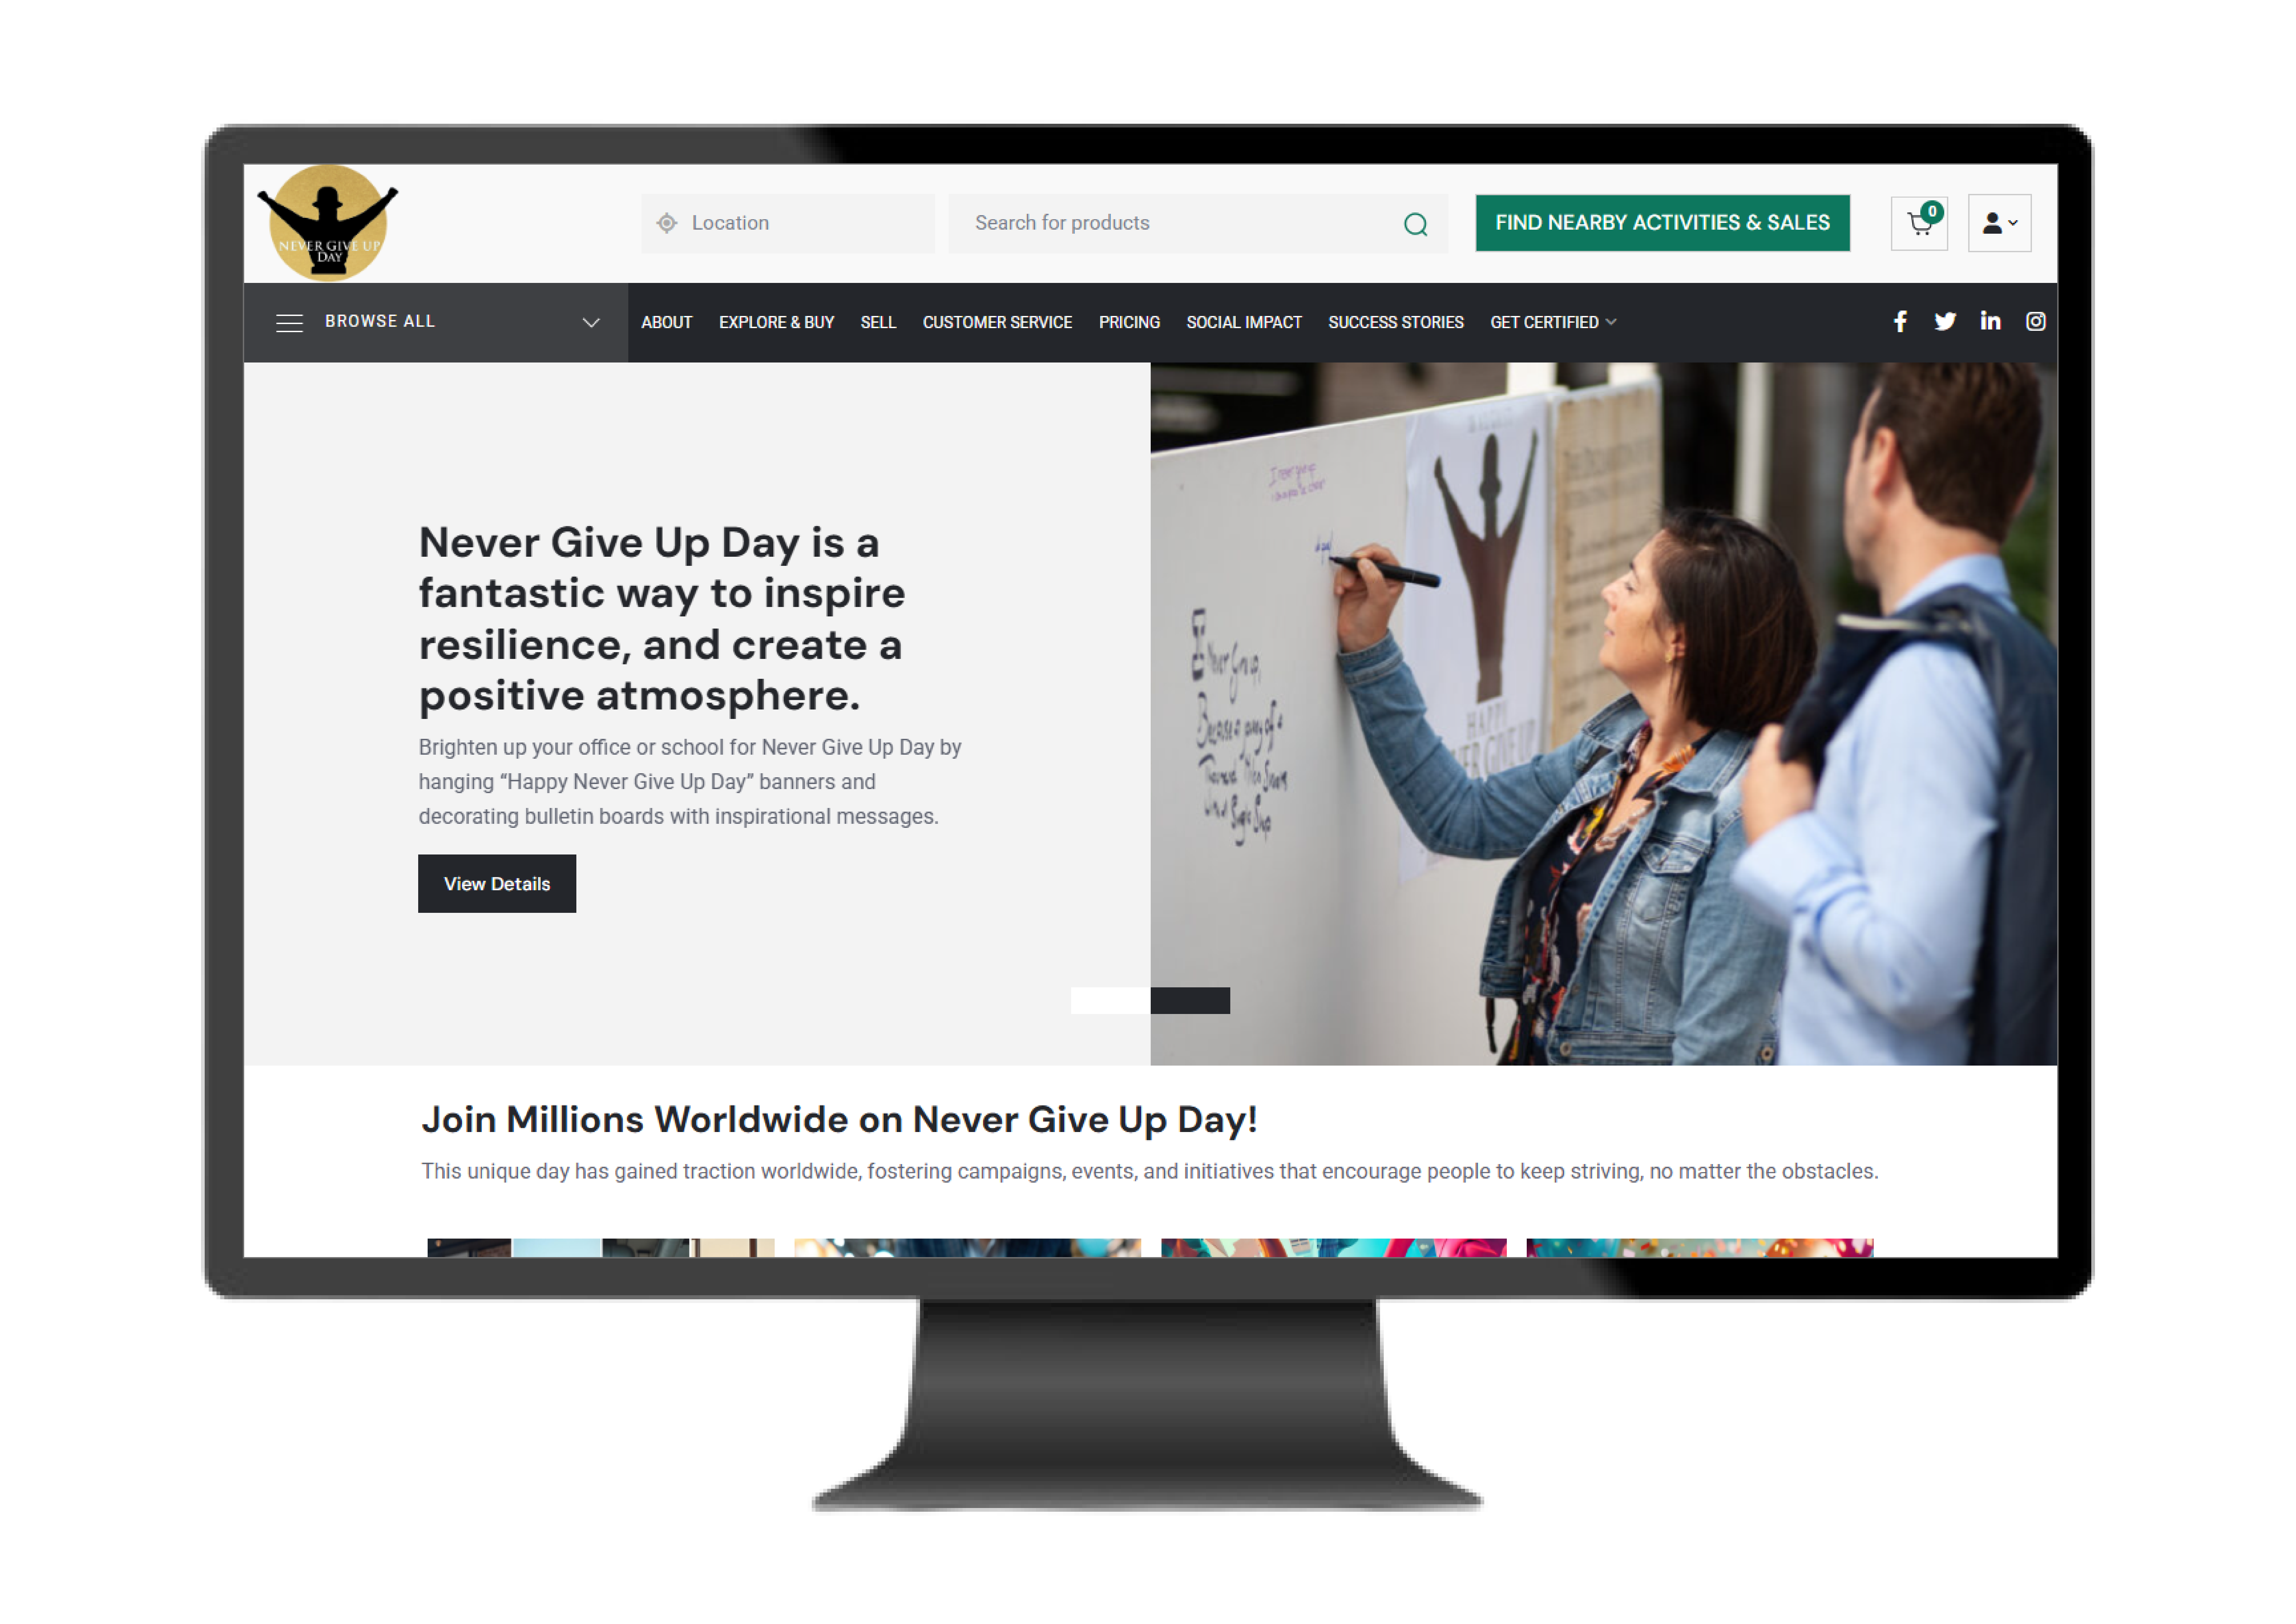 NEVER GIVE UP
DAY
Location
Search for products
FIND NEARBY ACTIVITIES & SALES
0
BROWSE ALL
ABOUT
EXPLORE & BUY
SELL
CUSTOMER SERVICE
PRICING
SOCIAL IMPACT
SUCCESS STORIES
GET CERTIFIED
Never Give Up Day is a
fantastic way to inspire
resilience, and create a
positive atmosphere.
Brighten up your office or school for Never Give Up Day by
hanging “Happy Never Give Up Day” banners and
decorating bulletin boards with inspirational messages.
View Details
HAPPY
Join Millions Worldwide on Never Give Up Day!
This unique day has gained traction worldwide, fostering campaigns, events, and initiatives that encourage people to keep striving, no matter the obstacles.